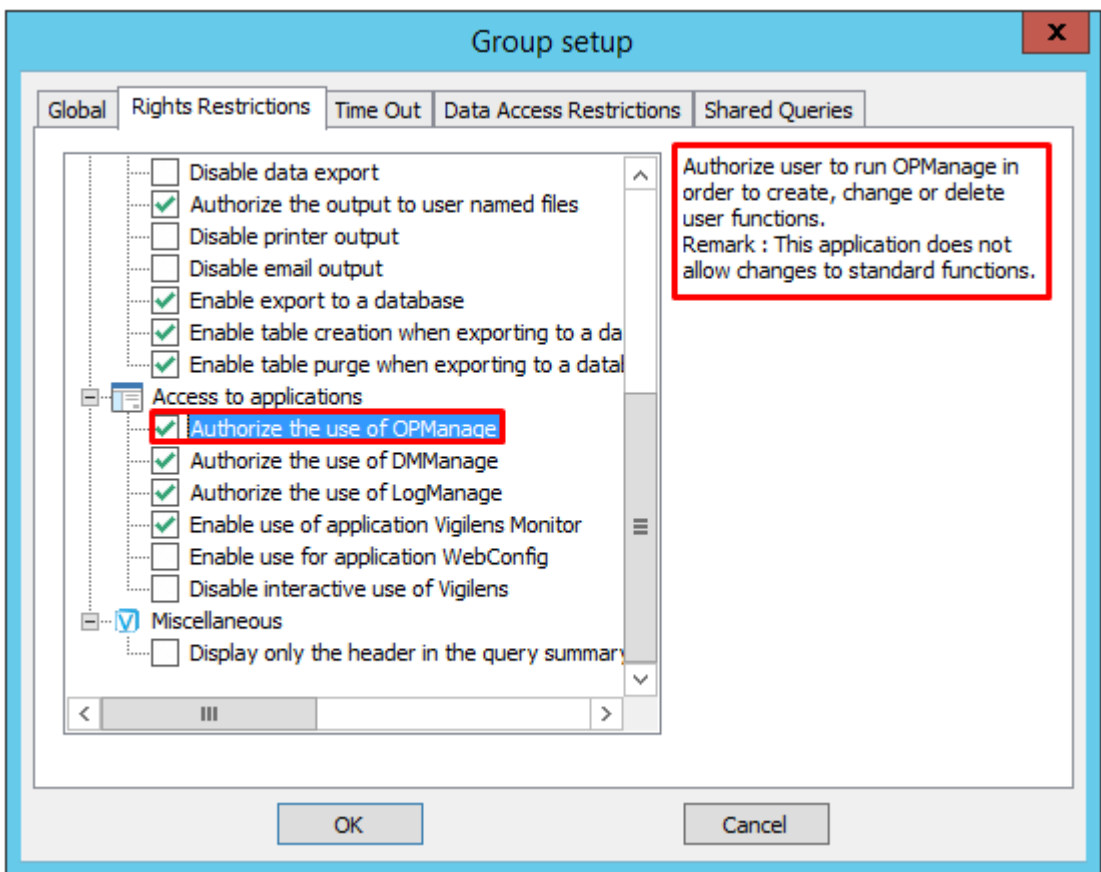 Group setup
x
Global
Rights Restrictions
Time Out
Data Access Restrictions
Shared Queries
Disable data export
Authorize the output to user named files
Disable printer output
Disable email output
Enable export to a database
Enable table creation when exporting to a da
Enable table purge when exporting to a datab
Access to applications
Authorize the use of OPManage
Authorize the use of DMManage
Authorize the use of LogManage
Enable use of application Vigilens Monitor
Enable use for application WebConfig
Disable interactive use of Vigilens
Miscellaneous
Display only the header in the query summary
Authorize user to run OPManage in
order to create, change or delete
user functions.
Remark : This application does not
allow changes to standard functions.
OK
Cancel